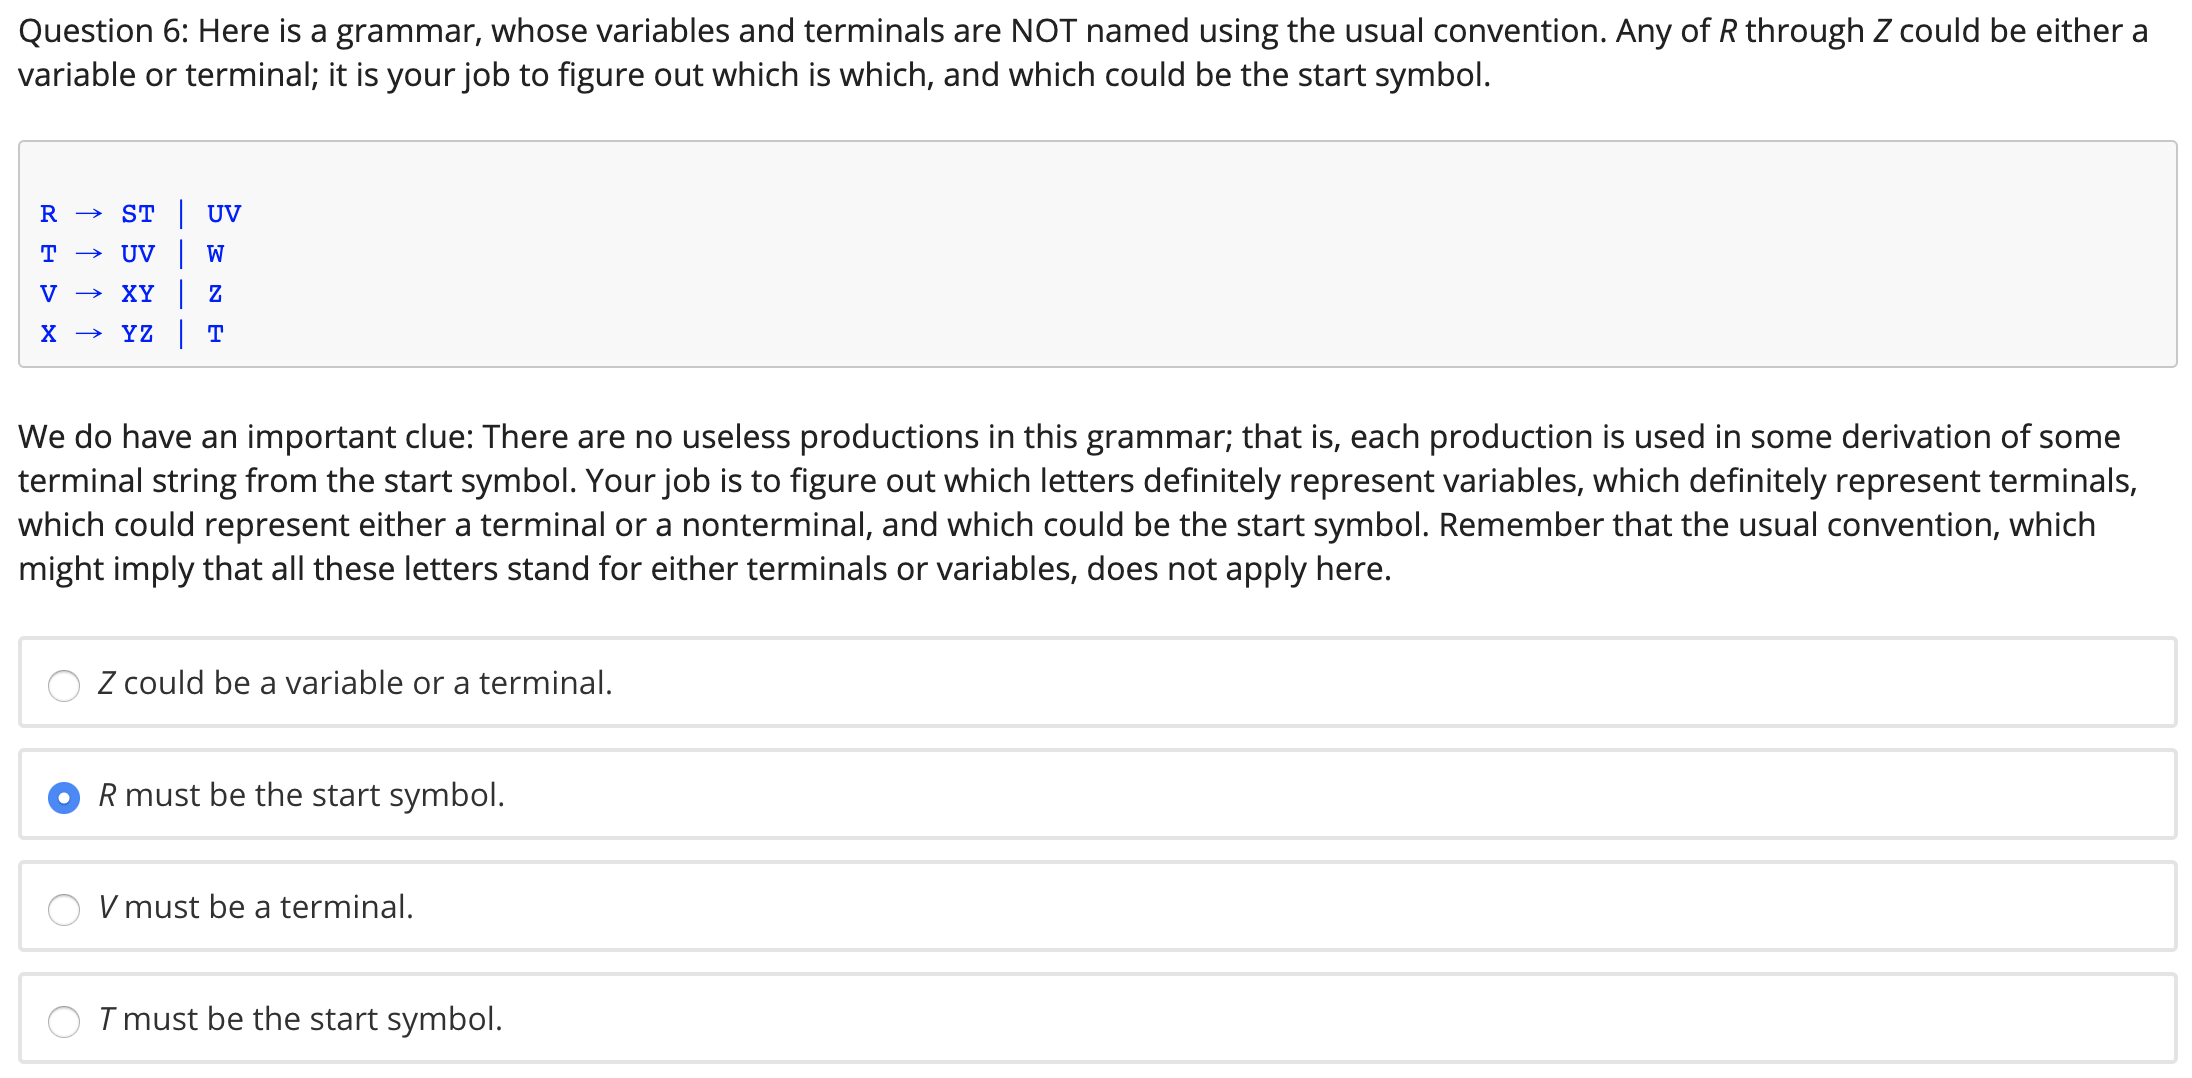 Question 6: Here is a grammar, whose variables and terminals are NOT named using the usual convention. Any of R through Z could be either a
variable or terminal; it is your job to figure out which is which, and which could be the start symbol.
R → ST | UV
T → UV | W
V → XY | Z
X → YZ | T
We do have an important clue: There are no useless productions in this grammar; that is, each production is used in some derivation of some
terminal string from the start symbol. Your job is to figure out which letters definitely represent variables, which definitely represent terminals,
which could represent either a terminal or a nonterminal, and which could be the start symbol. Remember that the usual convention, which
might imply that all these letters stand for either terminals or variables, does not apply here.
Z could be a variable or a terminal.
R must be the start symbol.
V must be a terminal.
T must be the start symbol.